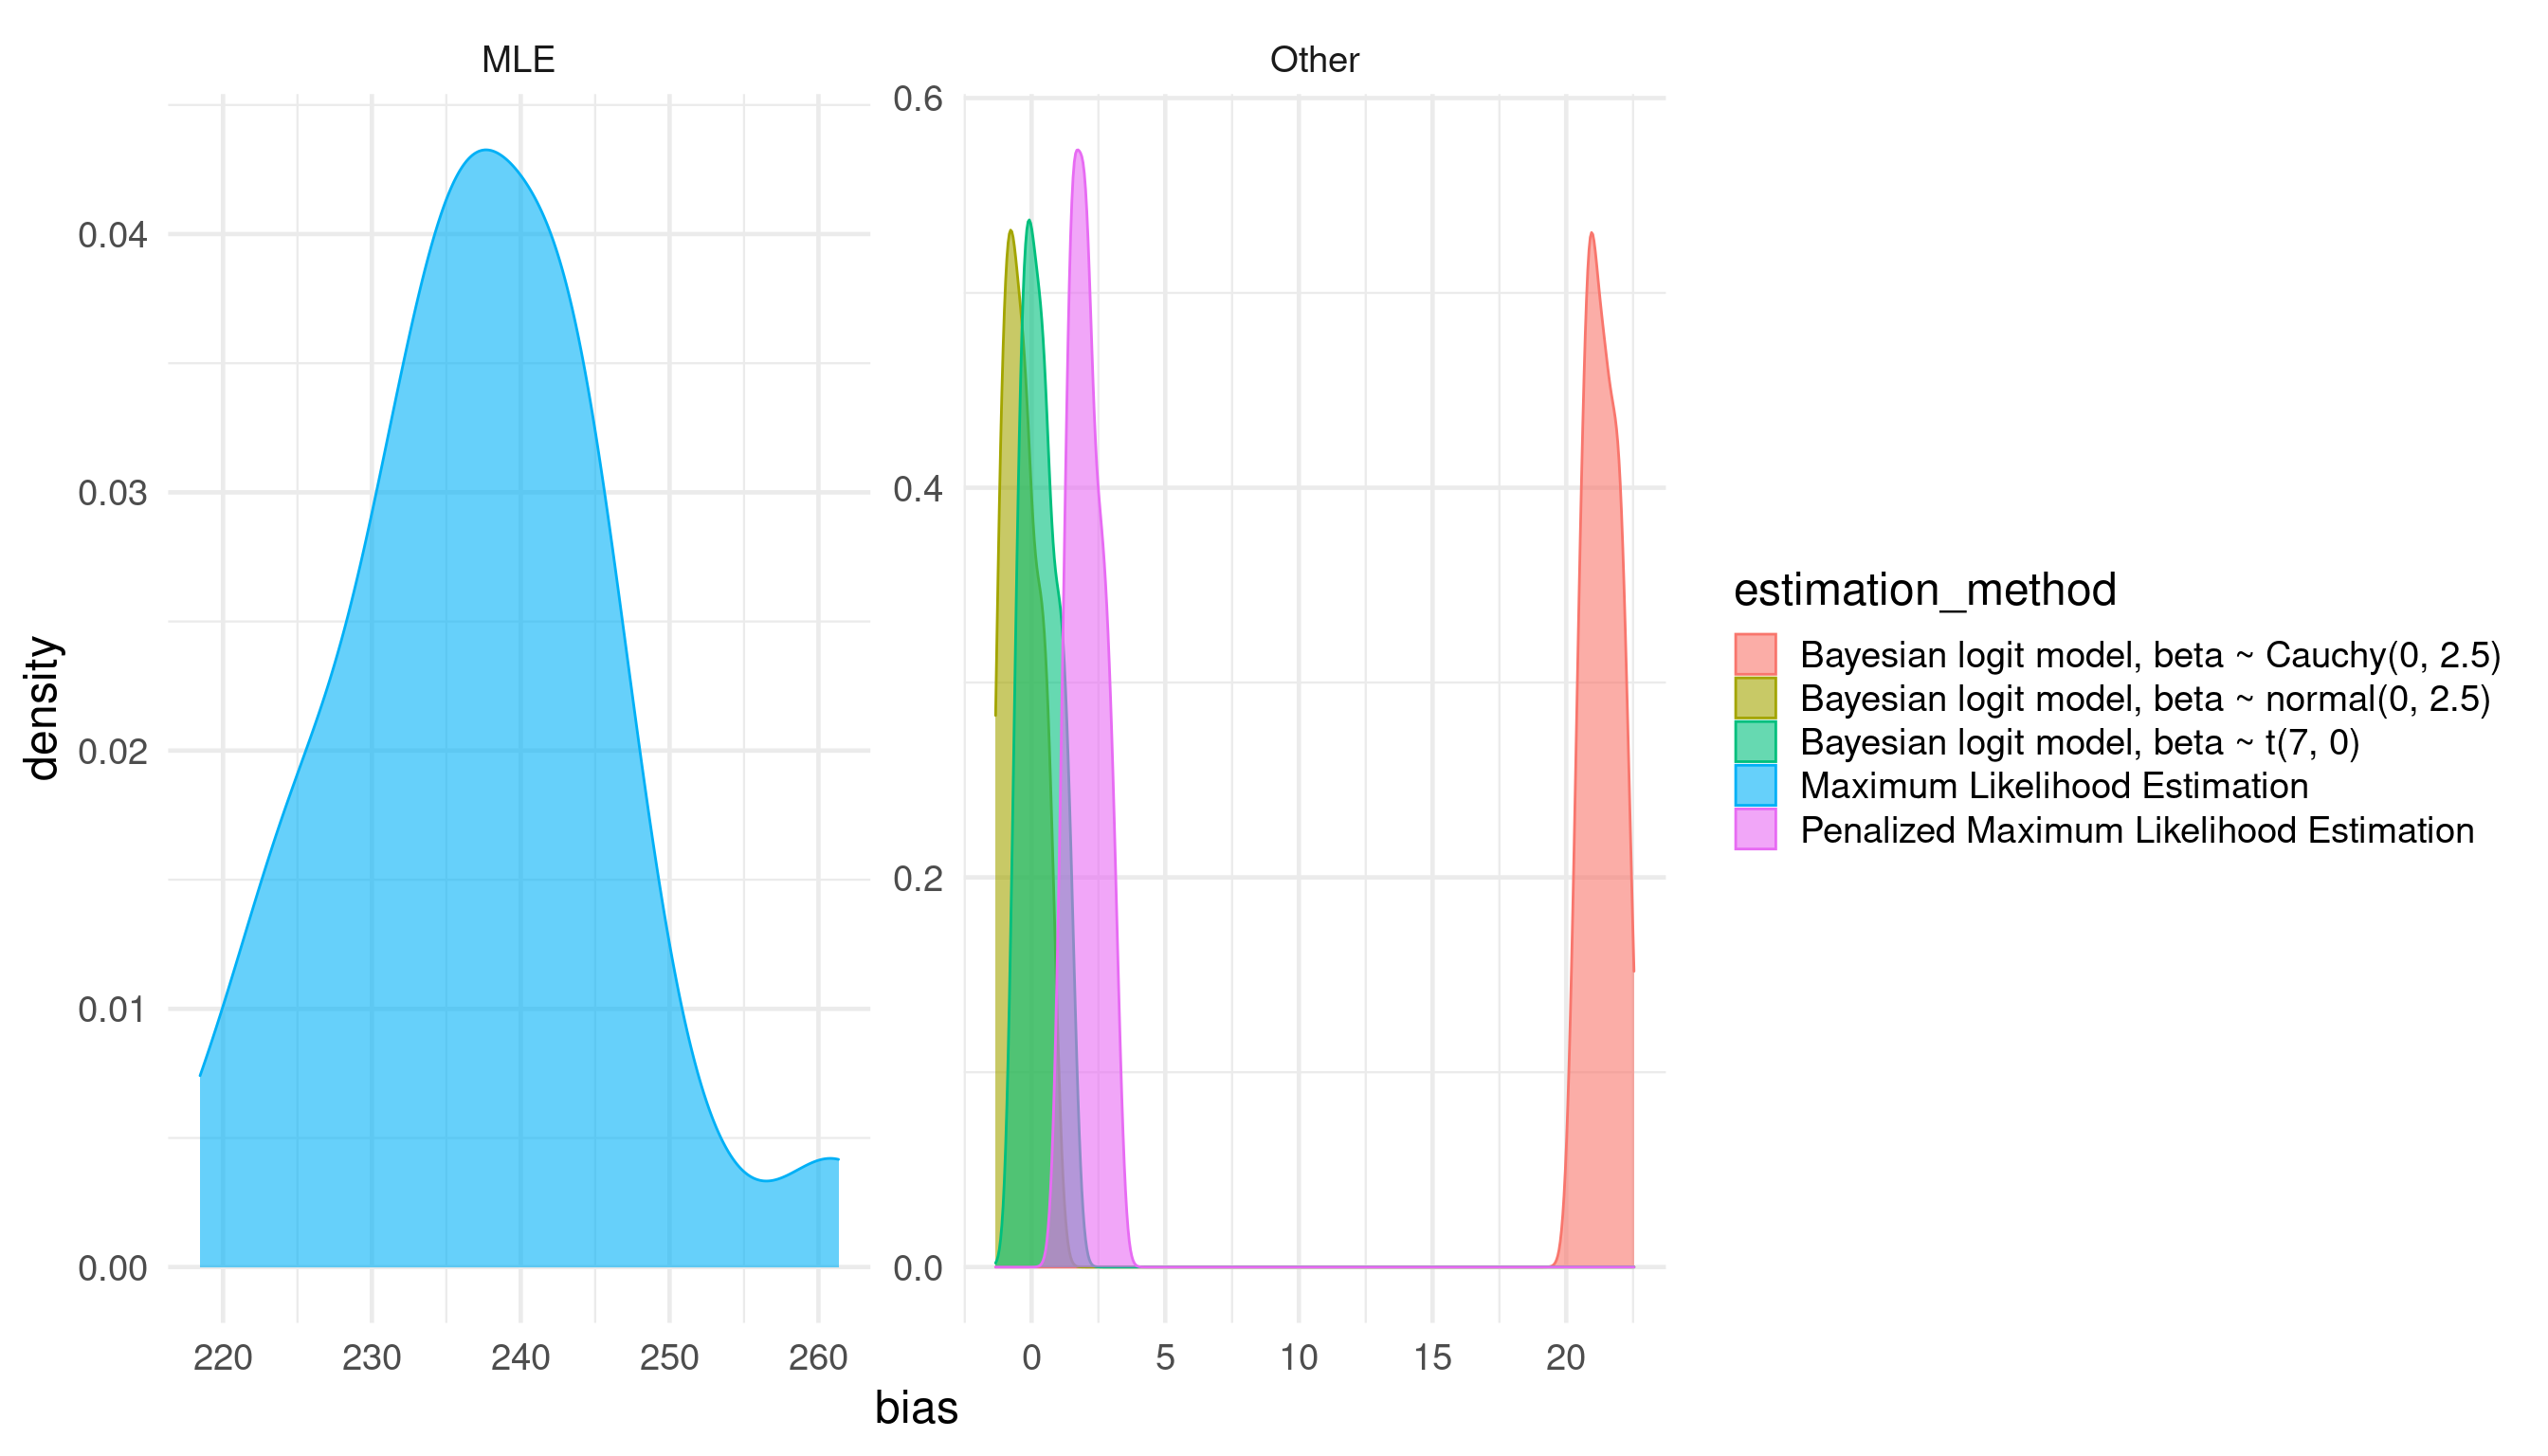 MLE
Other
0.04
0.03
0.02
0.01
0.00
0.6
0.4
0.2
0.0
density
220 230 240 250 260
0 5 10 15 20
bias
estimation_method
Bayesian logit model, beta ~ Cauchy(0, 2.5)
Bayesian logit model, beta ~ normal(0, 2.5)
Bayesian logit model, beta ~ t(7, 0)
Maximum Likelihood Estimation
Penalized Maximum Likelihood Estimation